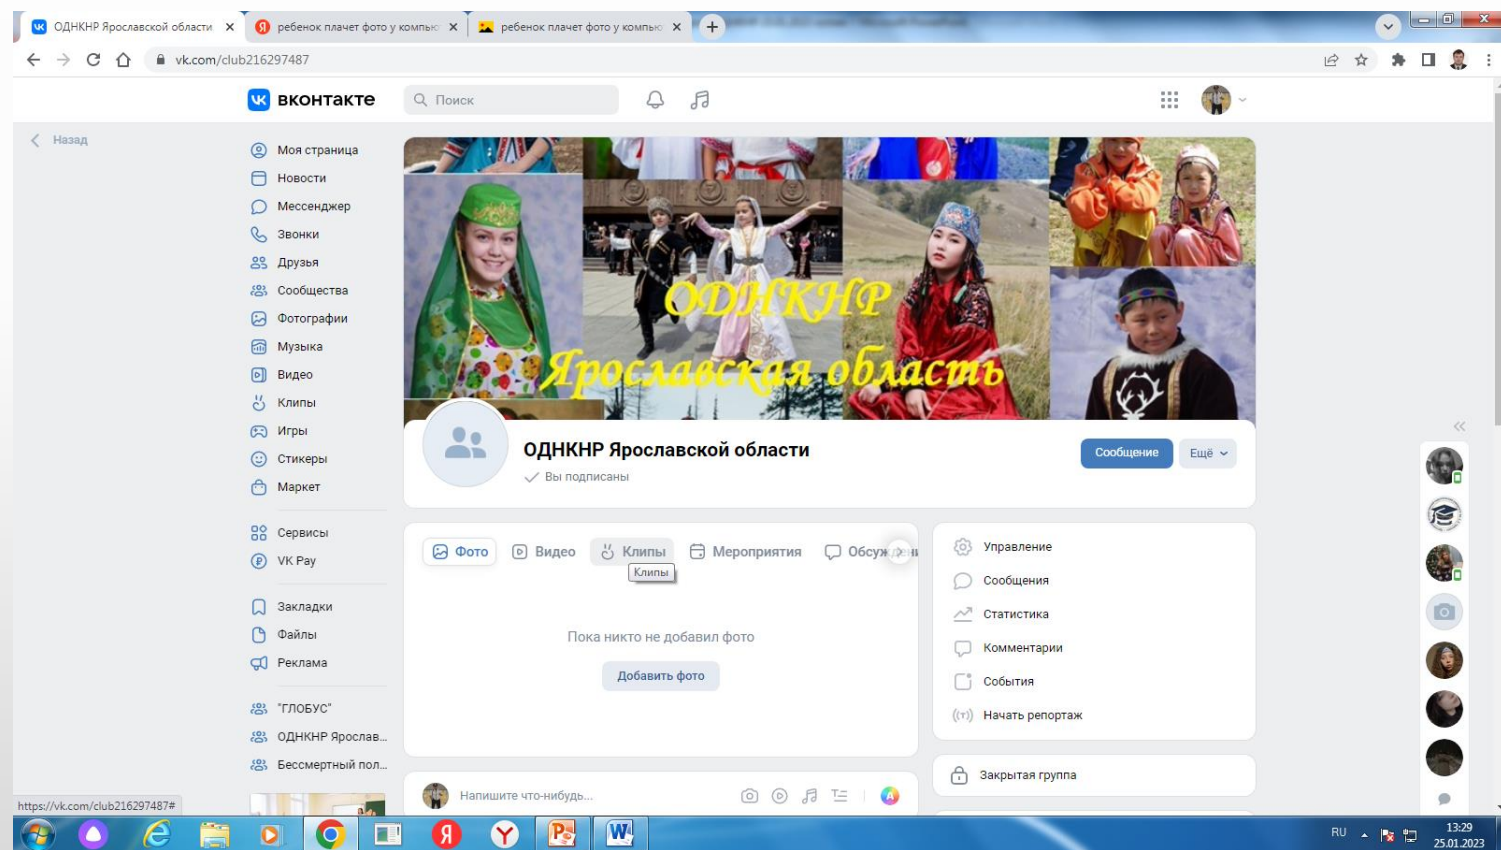 ОДНКНР Ярославской области
ребенок плачет фото у компью
ребенок плачет фото у компью
vk.com/club216297487
вконтакте
Поиск
Назад
Моя страница
Новости
Мессенджер
Звонки
Друзья
Сообщества
Фотографии
Музыка
Видео
Клипы
Игры
Стикеры
Маркет
Сервисы
VK Pay
Закладки
Файлы
Реклама
"ГЛОБУС"
ОДНКНР Ярослав...
Бессмертный пол...
ОДНКНР
Ярославская область
ОДНКНР Ярославской области
Вы подписаны
Сообщение
Ещё
Фото
Видео
Клипы
Мероприятия
Обсуждени
Клипы
Пока никто не добавил фото
Добавить фото
Напишите что-нибудь...
Управление
Сообщения
Статистика
Комментарии
События
Начать репортаж
Закрытая группа
https://vk.com/club216297487#
RU
13:29
25.01.2023